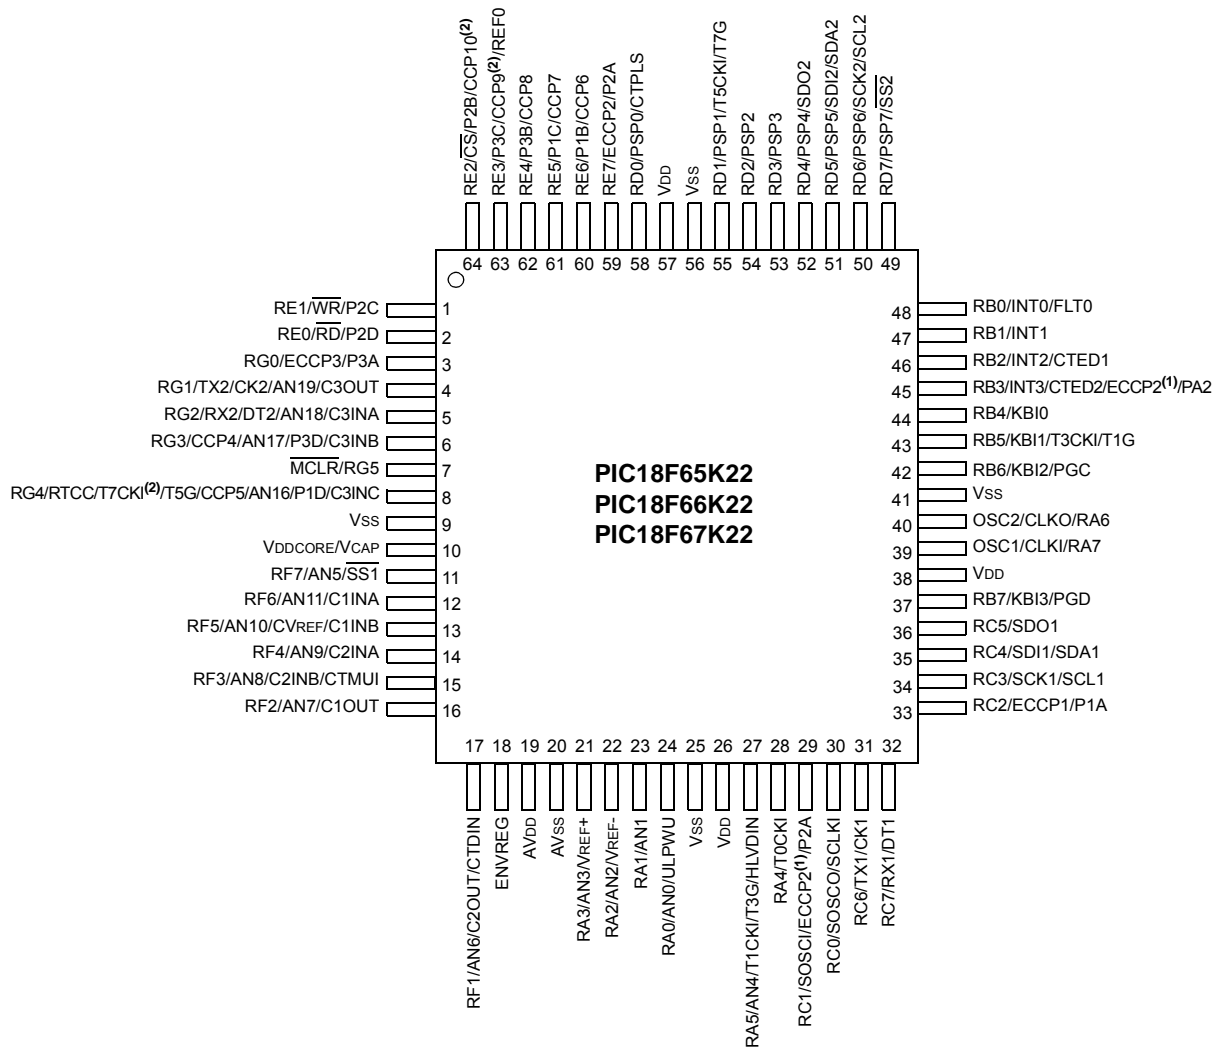 RE2/CS/P2B/CCP10(2)
RE3/P3C/CCP9(2)/REF0
RE4/P3B/CCP8
RE5/P1C/CCP7
RE6/P1B/CCP6
RE7/ECCP2/P2A
RD0/PSP0/CTPLS
VDD
VSS
RD1/PSP1/T5CKI/T7G
RD2/PSP2
RD3/PSP3
RD4/PSP4/SDO2
RD5/PSP5/SDI2/SDA2
RD6/PSP6/SCK2/SCL2
RD7/PSP7/SS2
64 63 62 61 60 59 58 57 56 55 54 53 52 51 50 49
RE1/WR/P2C 1
RE0/RD/P2D 2
RG0/ECCP3/P3A 3
RG1/TX2/CK2/AN19/C3OUT 4
RG2/RX2/DT2/AN18/C3INA 5
RG3/CCP4/AN17/P3D/C3INB 6
MCLR/RG5 7
RG4/RTCC/T7CKI(2)/T5G/CCP5/AN16/P1D/C3INC 8
VSS 9
VDDCORE/VCAP 10
RF7/AN5/SS1 11
RF6/AN11/C1INA 12
RF5/AN10/CVREF/C1INB 13
RF4/AN9/C2INA 14
RF3/AN8/C2INB/CTMUI 15
RF2/AN7/C1OUT 16
PIC18F65K22
PIC18F66K22
PIC18F67K22
48 RB0/INT0/FLT0
47 RB1/INT1
46 RB2/INT2/CTED1
45 RB3/INT3/CTED2/ECCP2(1)/PA2
44 RB4/KBI0
43 RB5/KBI1/T3CKI/T1G
42 RB6/KBI2/PGC
41 VSS
40 OSC2/CLKO/RA6
39 OSC1/CLKI/RA7
38 VDD
37 RB7/KBI3/PGD
36 RC5/SDO1
35 RC4/SDI1/SDA1
34 RC3/SCK1/SCL1
33 RC2/ECCP1/P1A
17 18 19 20 21 22 23 24 25 26 27 28 29 30 31 32
RF1/AN6/C2OUT/CTDIN
ENVREG
AVDD
AVSS
RA3/AN3/VREF+
RA2/AN2/VREF-
RA1/AN1
RA0/AN0/ULPWU
VSS
VDD
RA5/AN4/T1CKI/T3G/HLVDIN
RA4/T0CKI
RC1/SOSCI/ECCP2(1)/P2A
RC0/SOSCO/SCLKI
RC6/TX1/CK1
RC7/RX1/DT1